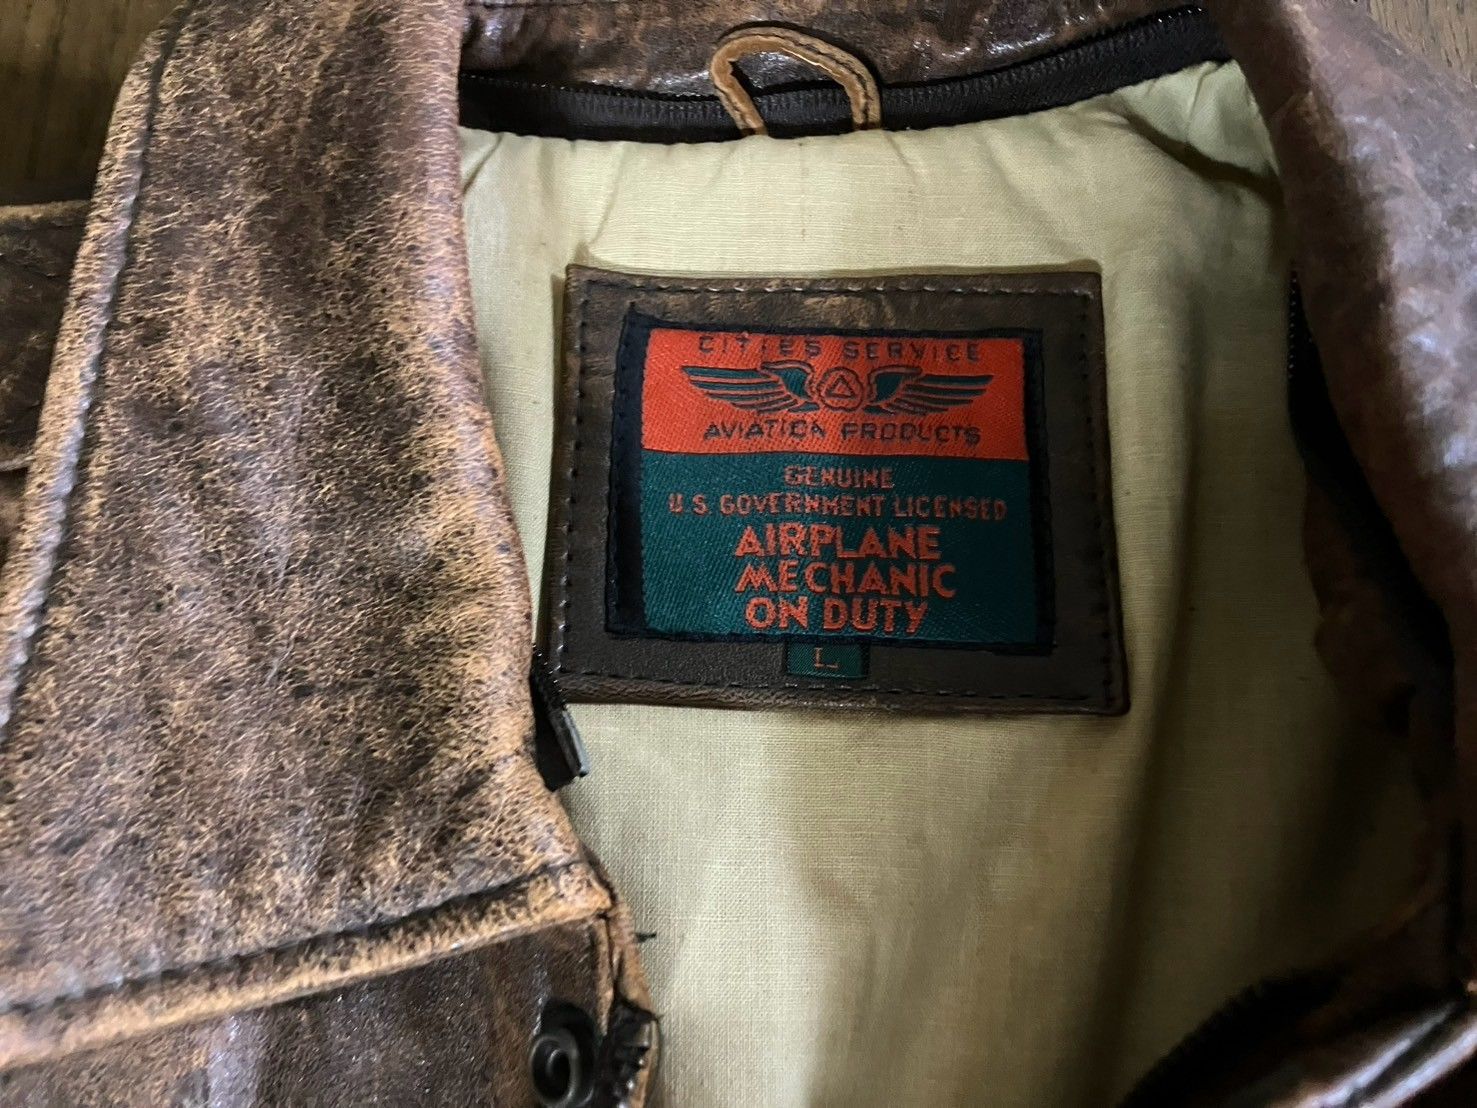 CITIES SERVICE
AVIATION PRODUCTS
GENUINE
U.S. GOVERNMENT LICENSED
AIRPLANE
MECHANIC
ON DUTY
L